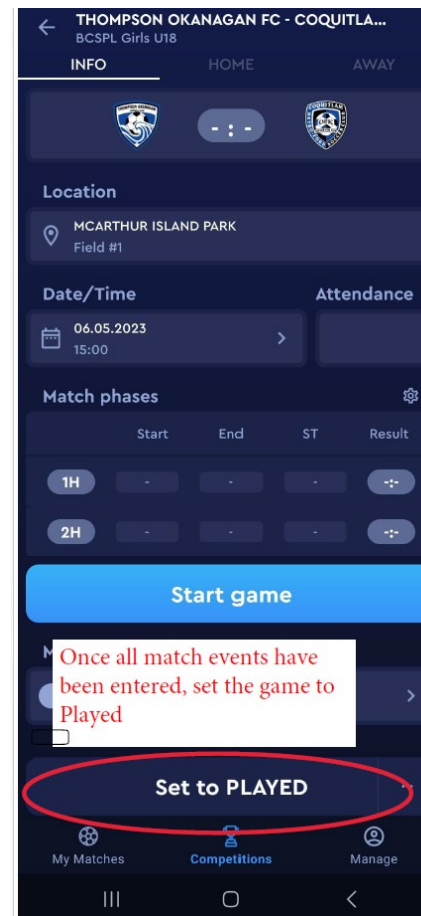 THOMPSON OKANAGAN FC - COQUITLA...
BCSPL Girls U18
INFO HOME AWAY
- : -
Location
MCARTHUR ISLAND PARK
Field #1
Date/Time Attendance
06.05.2023
15:00
Match phases
Start End ST Result
1H - - - -:-
2H - - - -:-
Start game
M
Once all match events have
been entered, set the game to
Played
Set to PLAYED
My Matches Competitions Manage